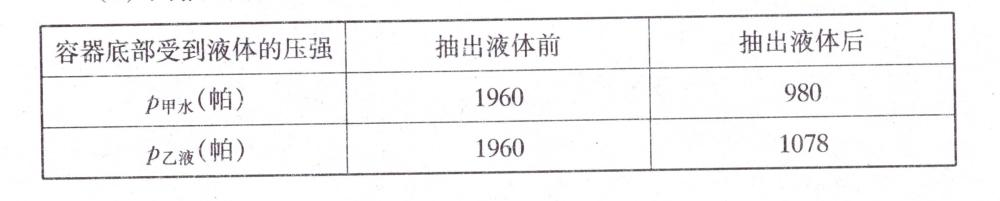 容器底部受到液体的压强 抽出液体前 抽出液体后
p甲水(帕) 1960 980
p乙液(帕) 1960 1078